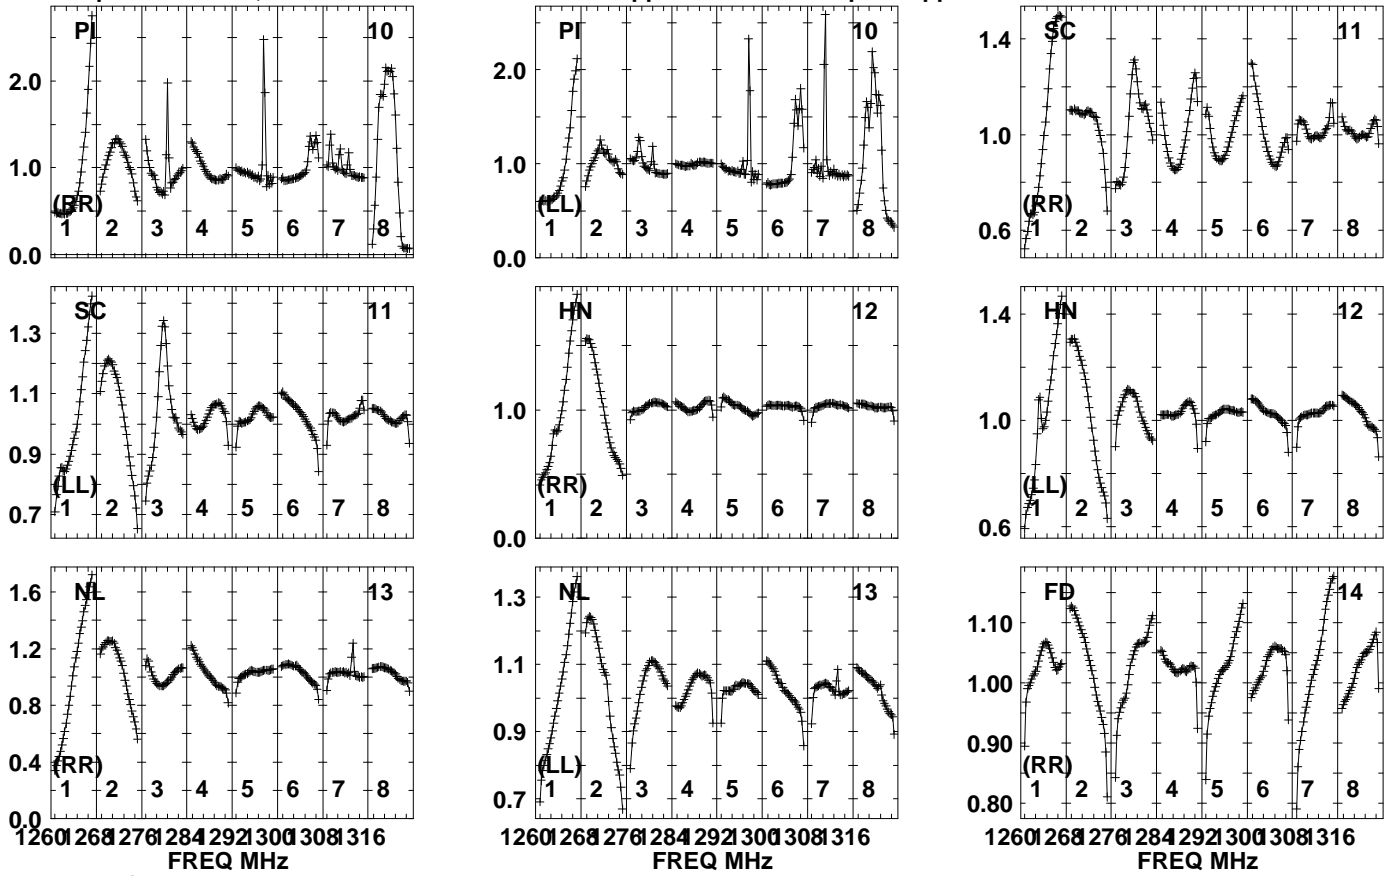 PI 10
2.0
1.0
0.0
(RR)
1 2 3 4 5 6 7 8
PI 10
2.0
1.0
0.0
(LL)
1 2 3 4 5 6 7 8
SC 11
1.4
1.0
0.6
(RR)
1 2 3 4 5 6 7 8
SC 11
1.3
1.1
0.9
0.7
(LL)
1 2 3 4 5 6 7 8
HN 12
1.0
0.0
(RR)
1 2 3 4 5 6 7 8
HN 12
1.4
1.0
0.6
(LL)
1 2 3 4 5 6 7 8
NL 13
1.6
1.2
0.8
0.4
0.0
(RR)
1 2 3 4 5 6 7 8
1260 1268 1276 1284 1292 1300 1308 1316
FREQ MHz
NL 13
1.3
1.1
0.9
0.7
(LL)
1 2 3 4 5 6 7 8
1260 1268 1276 1284 1292 1300 1308 1316
FREQ MHz
FD 14
1.10
1.00
0.90
0.80
(RR)
1 2 3 4 5 6 7 8
1260 1268 1276 1284 1292 1300 1308 1316
FREQ MHz